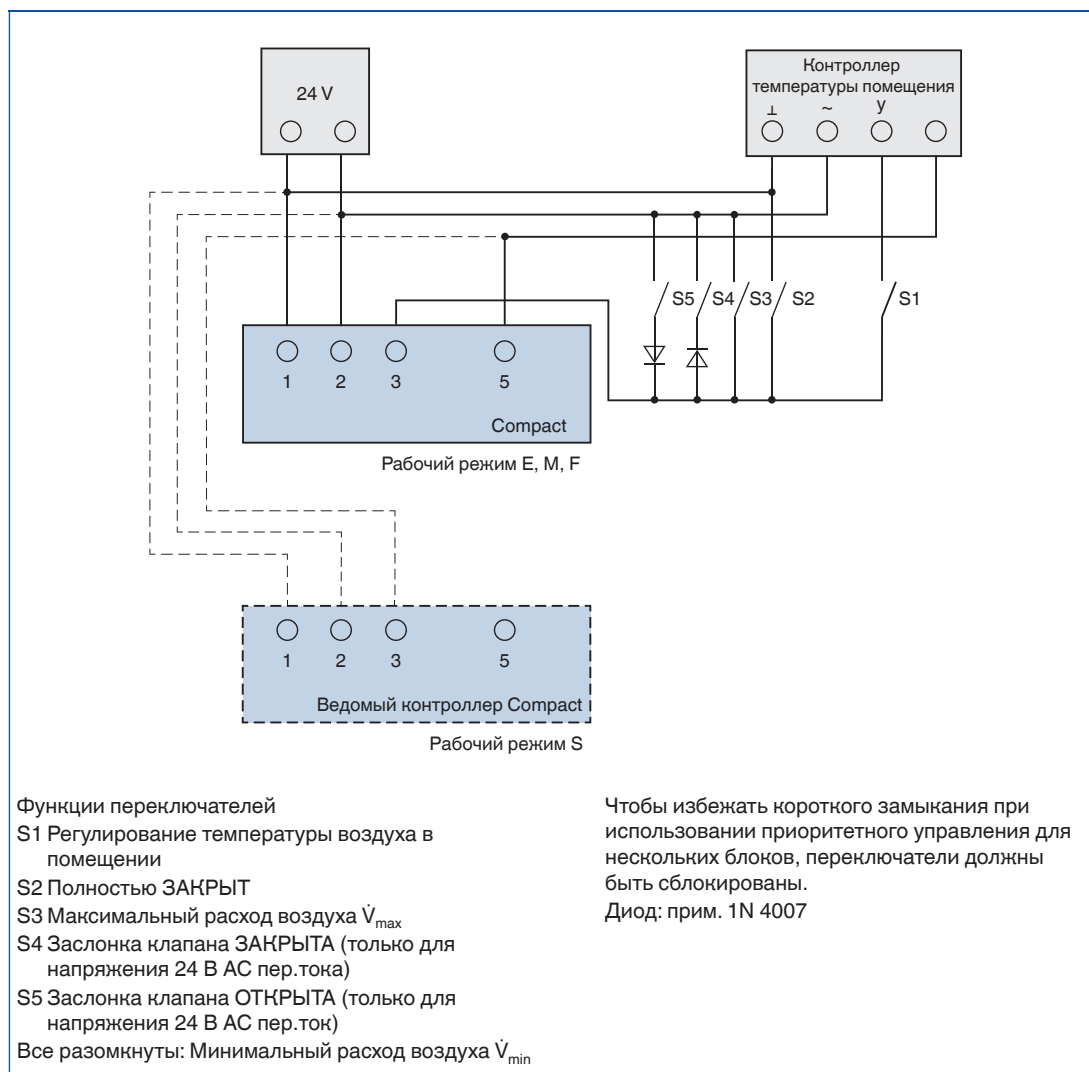 24 V
Контроллер
температуры помещения
⊥ ~ y
S5 S4 S3 S2 S1
1 2 3 5
Compact
Рабочий режим E, M, F
1 2 3 5
Ведомый контроллер Compact
Рабочий режим S
Функции переключателей
S1 Регулирование температуры воздуха в
помещении
S2 Полностью ЗАКРЫТ
S3 Максимальный расход воздуха V̇max
S4 Заслонка клапана ЗАКРЫТА (только для
напряжения 24 В AC пер.тока)
S5 Заслонка клапана ОТКРЫТА (только для
напряжения 24 В AC пер.ток)
Все разомкнуты: Минимальный расход воздуха V̇min
Чтобы избежать короткого замыкания при
использовании приоритетного управления для
нескольких блоков, переключатели должны
быть сблокированы.
Диод: прим. 1N 4007